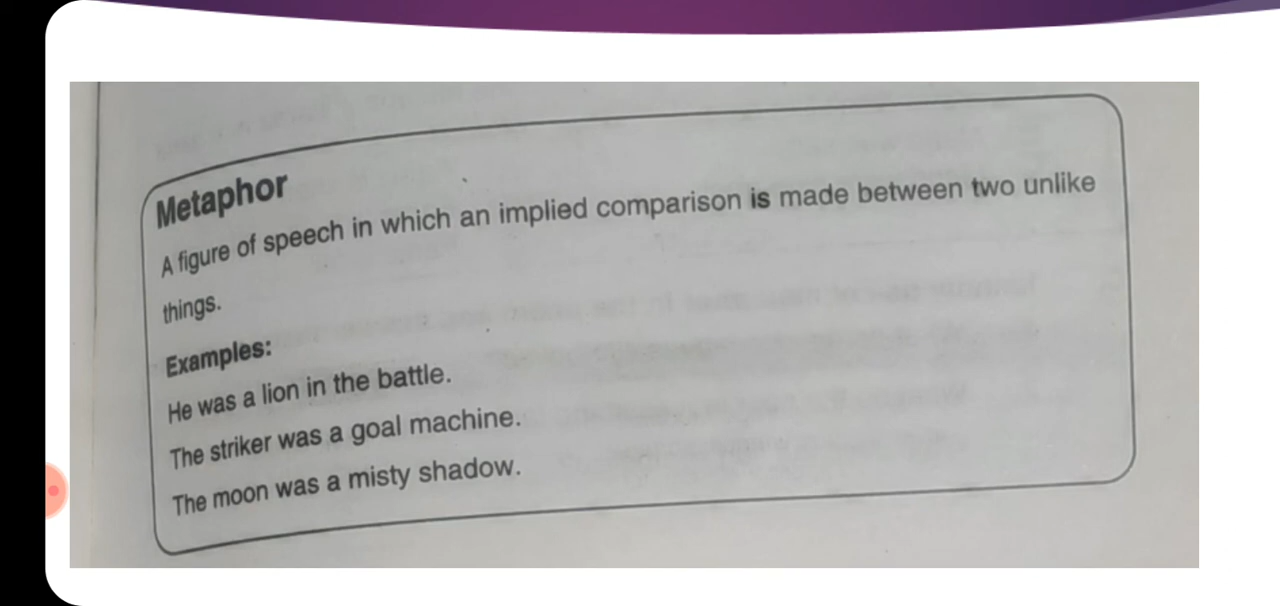 Metaphor
A figure of speech in which an implied comparison is made between two unlike
things.
Examples:
He was a lion in the battle.
The striker was a goal machine.
The moon was a misty shadow.